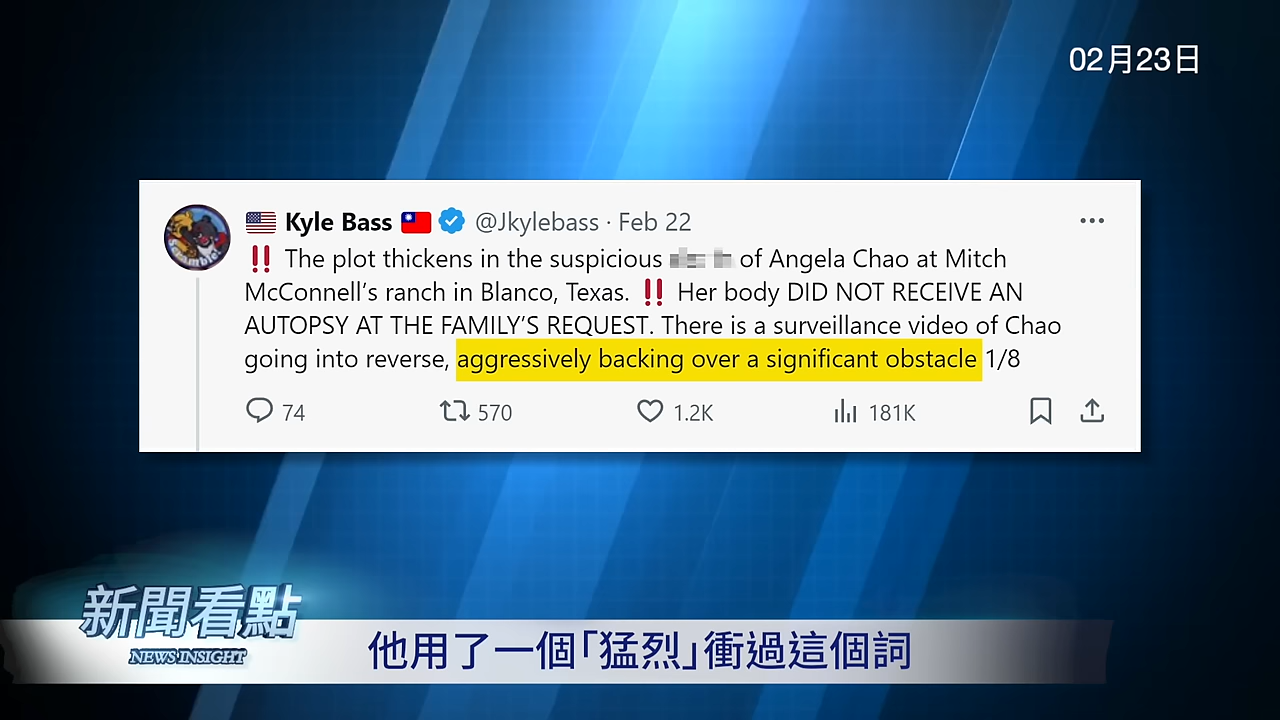 02月23日
Kyle Bass @Jkylebass · Feb 22
‼ The plot thickens in the suspicious of Angela Chao at Mitch
McConnell’s ranch in Blanco, Texas. ‼ Her body DID NOT RECEIVE AN
AUTOPSY AT THE FAMILY’S REQUEST. There is a surveillance video of Chao
going into reverse, aggressively backing over a significant obstacle 1/8
74 570 1.2K 181K
新聞看點
NEWS INSIGHT
他用了一個「猛烈」衝過這個詞